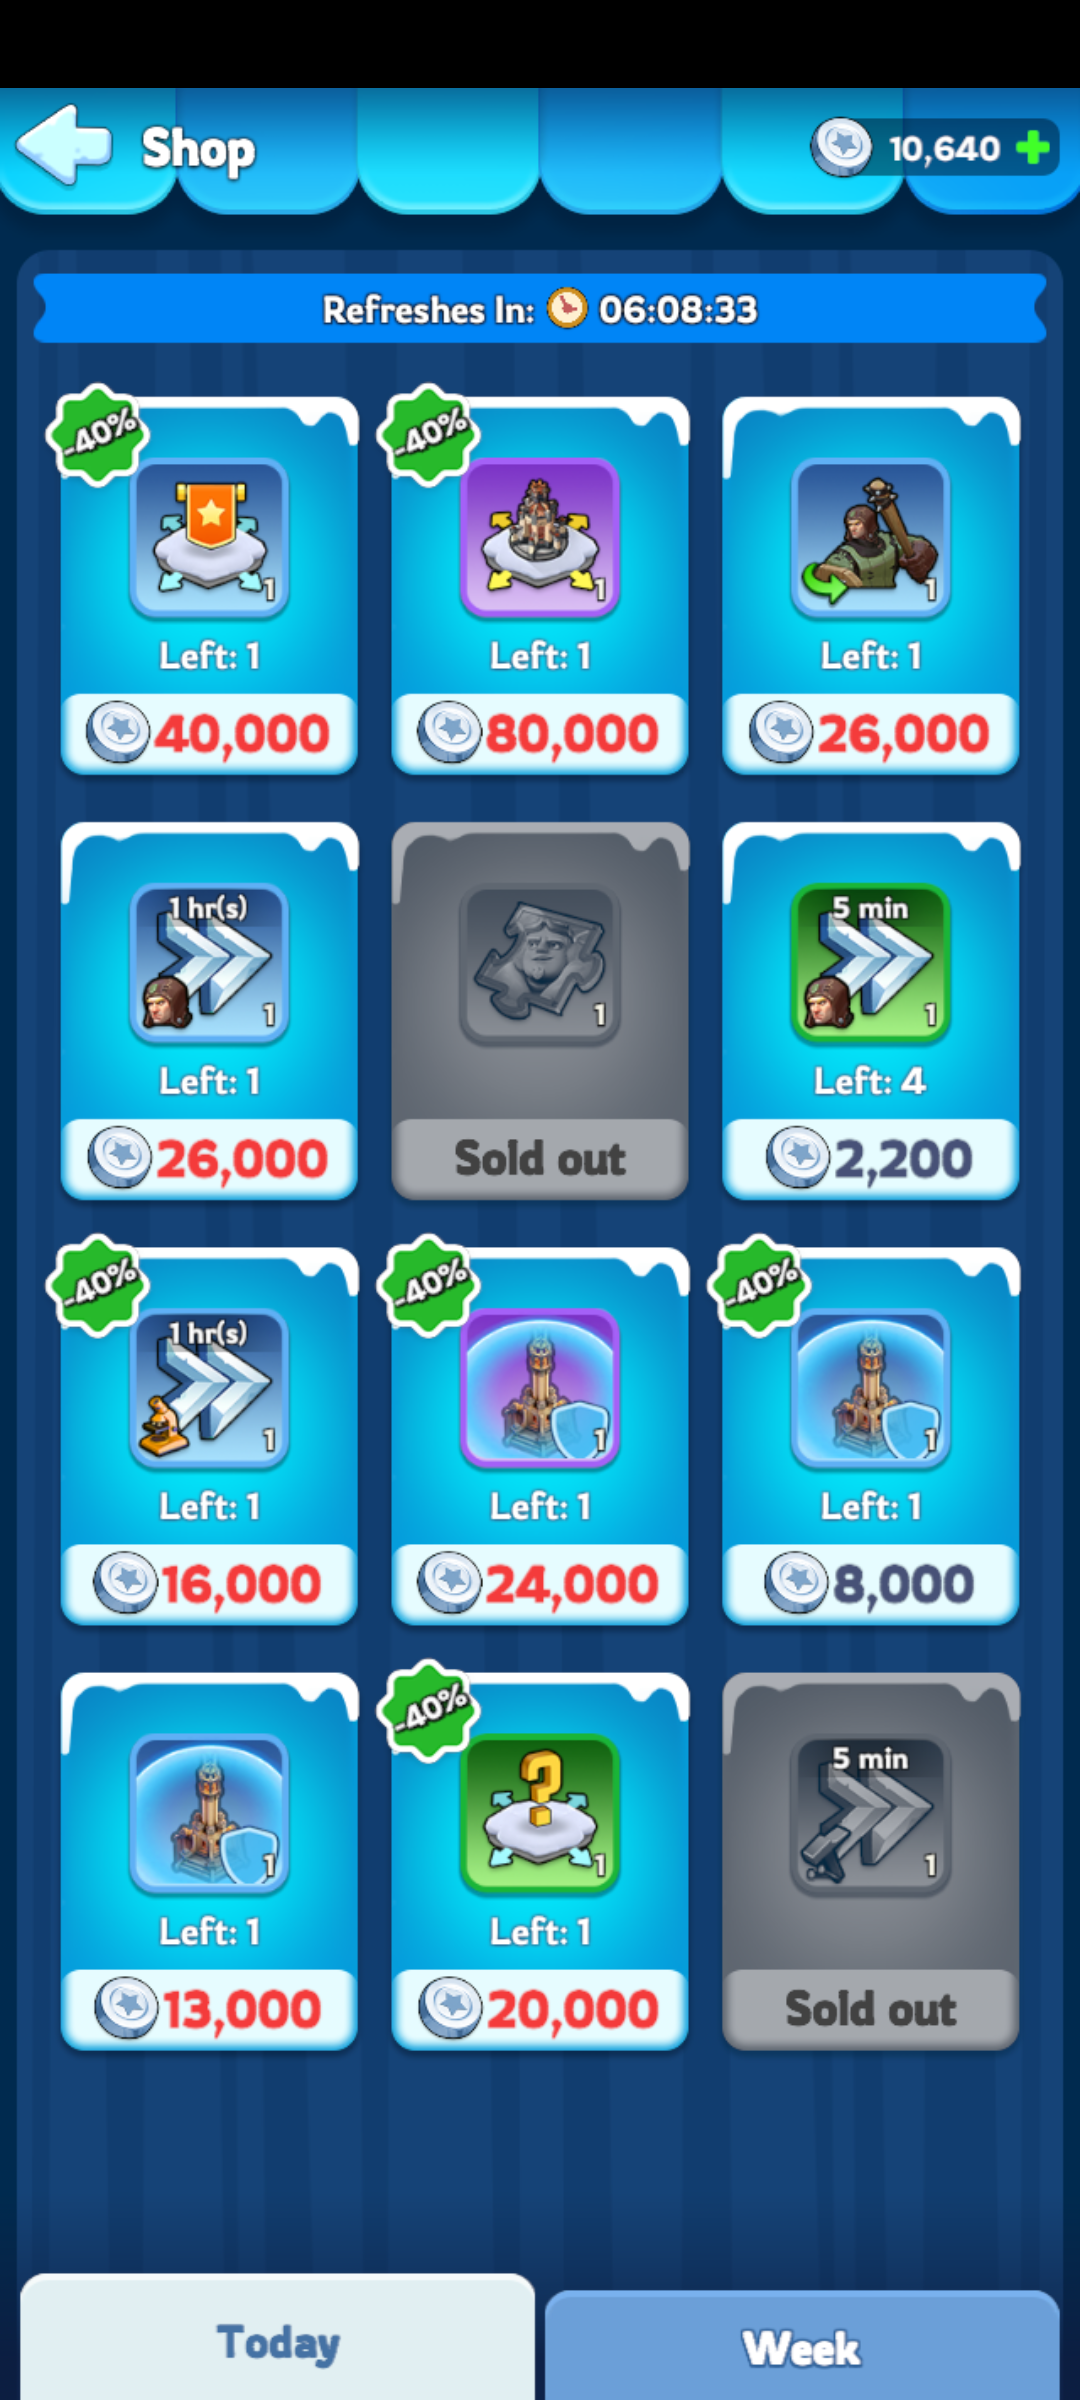 Shop
10,640
Refreshes In: 06:08:33
-40%
1
Left: 1
40,000
-40%
1
Left: 1
80,000
1
Left: 1
26,000
1 hr(s)
1
Left: 1
26,000
1
Sold out
5 min
1
Left: 4
2,200
-40%
1 hr(s)
1
Left: 1
16,000
-40%
1
Left: 1
24,000
-40%
1
Left: 1
8,000
1
Left: 1
13,000
-40%
?
1
Left: 1
20,000
5 min
1
Sold out
Today
Week